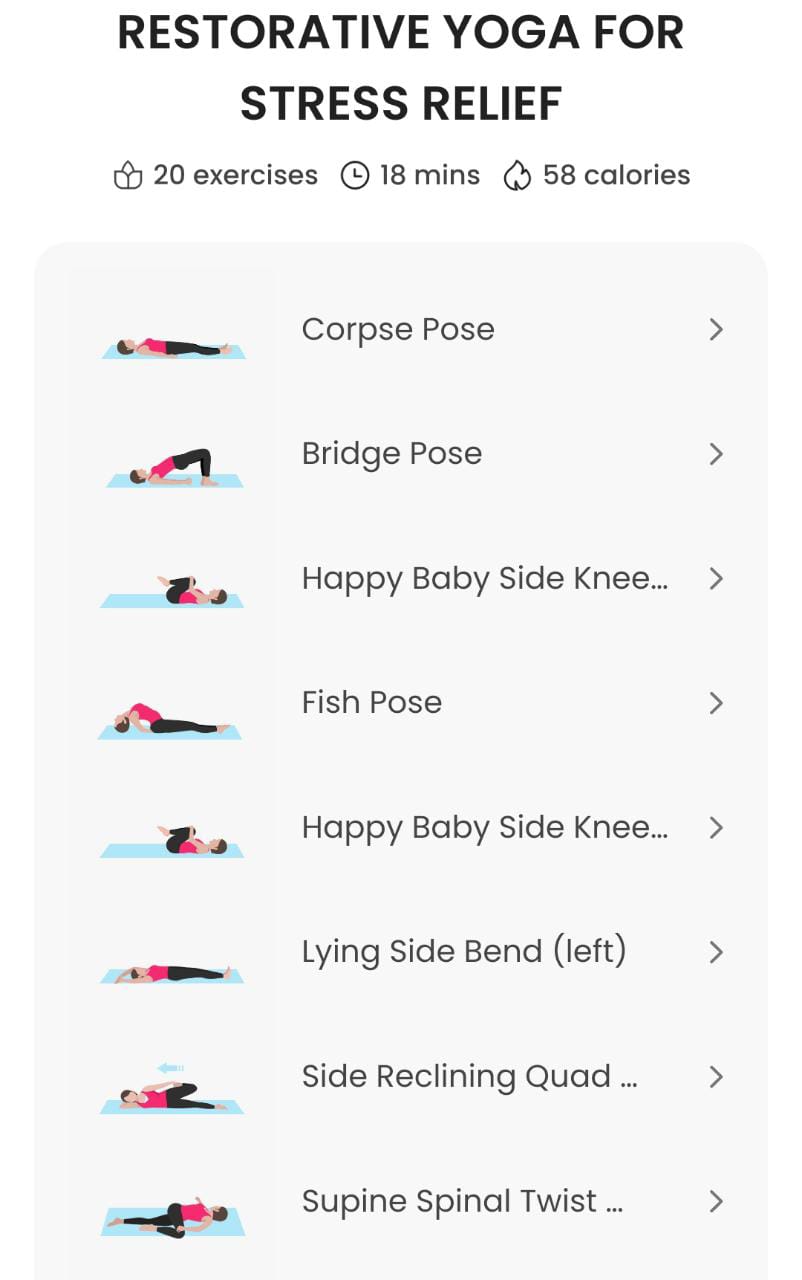 RESTORATIVE YOGA FOR
STRESS RELIEF
20 exercises 18 mins 58 calories
Corpse Pose
Bridge Pose
Happy Baby Side Knee...
Fish Pose
Happy Baby Side Knee...
Lying Side Bend (left)
Side Reclining Quad ...
Supine Spinal Twist ...